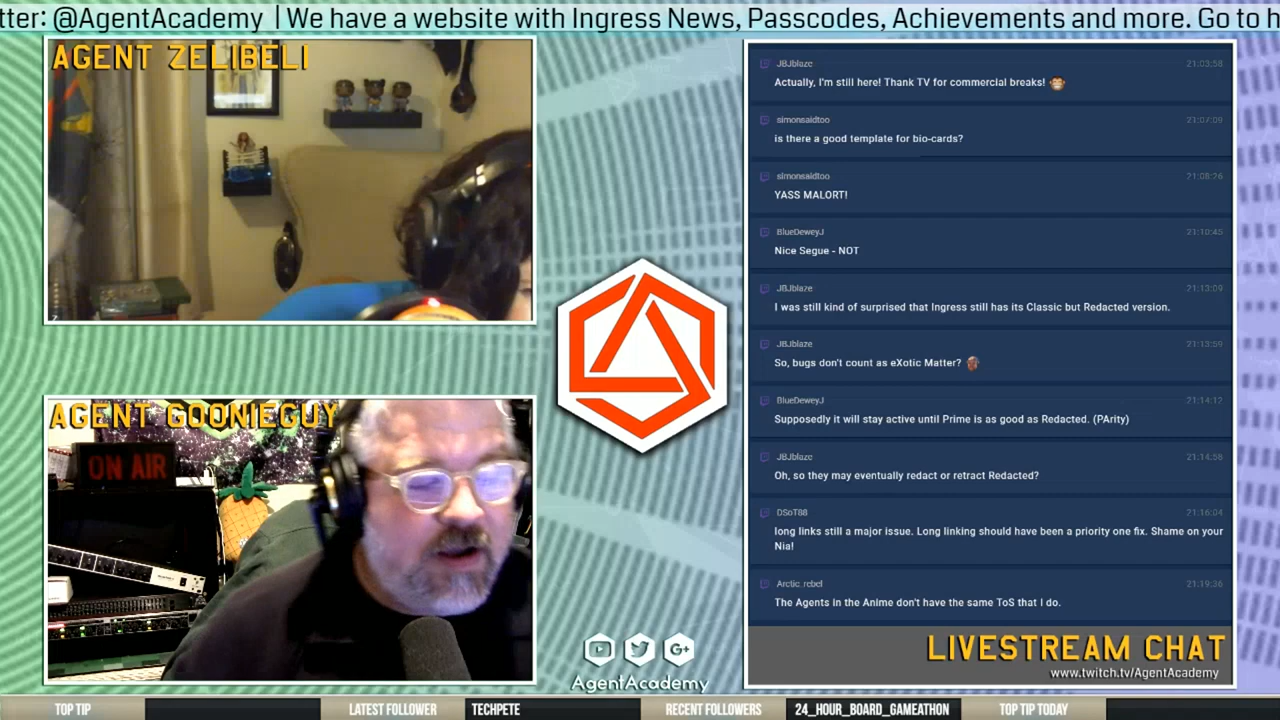 tter: @AgentAcademy | We have a website with Ingress News, Passcodes, Achievements and more. Go to h
AGENT ZELIBELI
AGENT GOONIEGUY
ON AIR
JBJblaze 21:03:58
Actually, I'm still here! Thank TV for commercial breaks!
simonsaidtoo 21:07:09
is there a good template for bio-cards?
simonsaidtoo 21:08:26
YASS MALORT!
BlueDeweyJ 21:10:45
Nice Segue - NOT
JBJblaze 21:13:09
I was still kind of surprised that Ingress still has its Classic but Redacted version.
JBJblaze 21:13:59
So, bugs don't count as eXotic Matter?
BlueDeweyJ 21:14:12
Supposedly it will stay active until Prime is as good as Redacted. (PArity)
JBJblaze 21:14:58
Oh, so they may eventually redact or retract Redacted?
DSoT88 21:16:04
long links still a major issue. Long linking should have been a priority one fix. Shame on your
Nia!
Arctic_rebel 21:19:36
The Agents in the Anime don't have the same ToS that I do.
LIVESTREAM CHAT
www.twitch.tv/AgentAcademy
G+
AgentAcademy
TOP TIP LATEST FOLLOWER TECHPETE RECENT FOLLOWERS 24_HOUR_BOARD_GAMEATHON TOP TIP TODAY